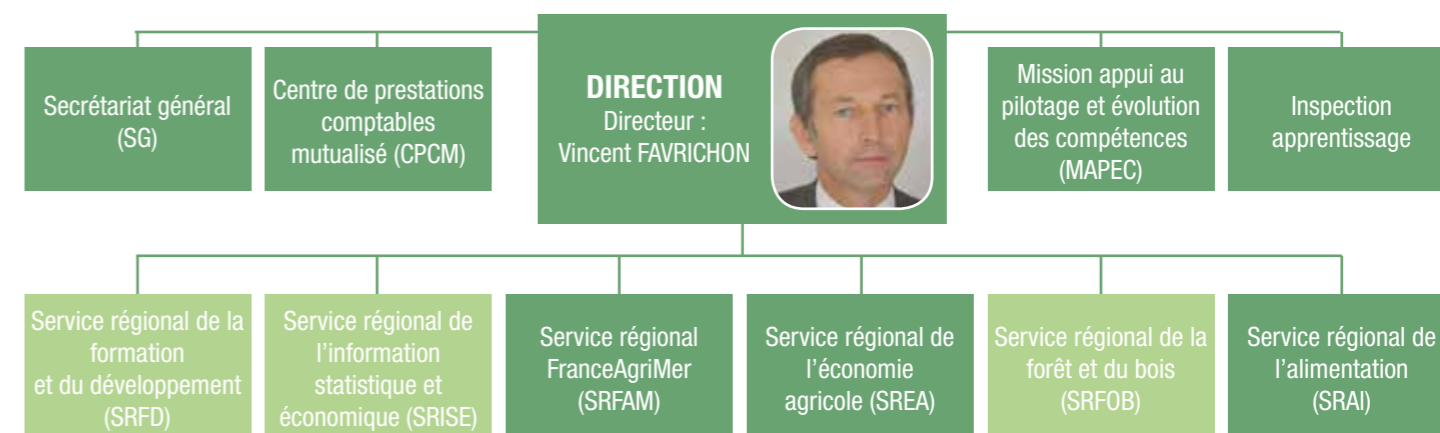 Secrétariat général
(SG)
Centre de prestations
comptables
mutualisé (CPCM)
DIRECTION
Directeur :
Vincent FAVRICHON
Mission appui au
pilotage et évolution
des compétences
(MAPEC)
Inspection
apprentissage
Service régional de la
formation
et du développement
(SRFD)
Service régional de
l'information
statistique et
économique (SRISE)
Service régional
FranceAgriMer
(SRFAM)
Service régional de
l'économie
agricole (SREA)
Service régional de la
forêt et du bois
(SRFOB)
Service régional de
l'alimentation
(SRAl)